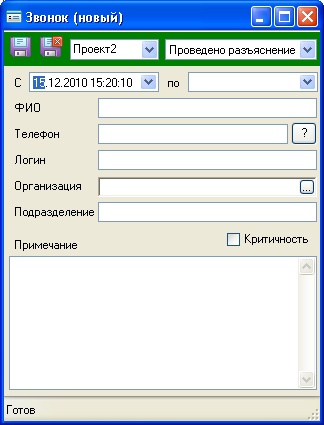 Звонок (новый)
Проект2 Проведено разъяснение
С 15.12.2010 15:20:10 по
ФИО
Телефон ?
Логин
Организация ...
Подразделение
Примечание Критичность
Готов